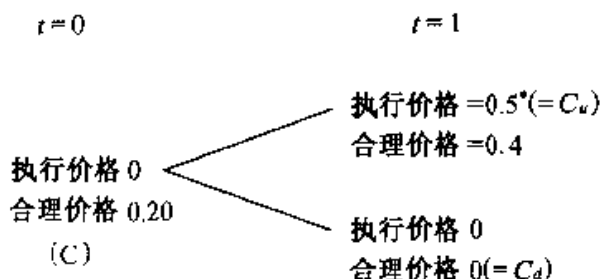 t=0
t=1
执行价格 =0.5*(=Cu)
合理价格 =0.4
执行价格 0
合理价格 0.20
(C)
执行价格 0
合理价格 0(=Cd)